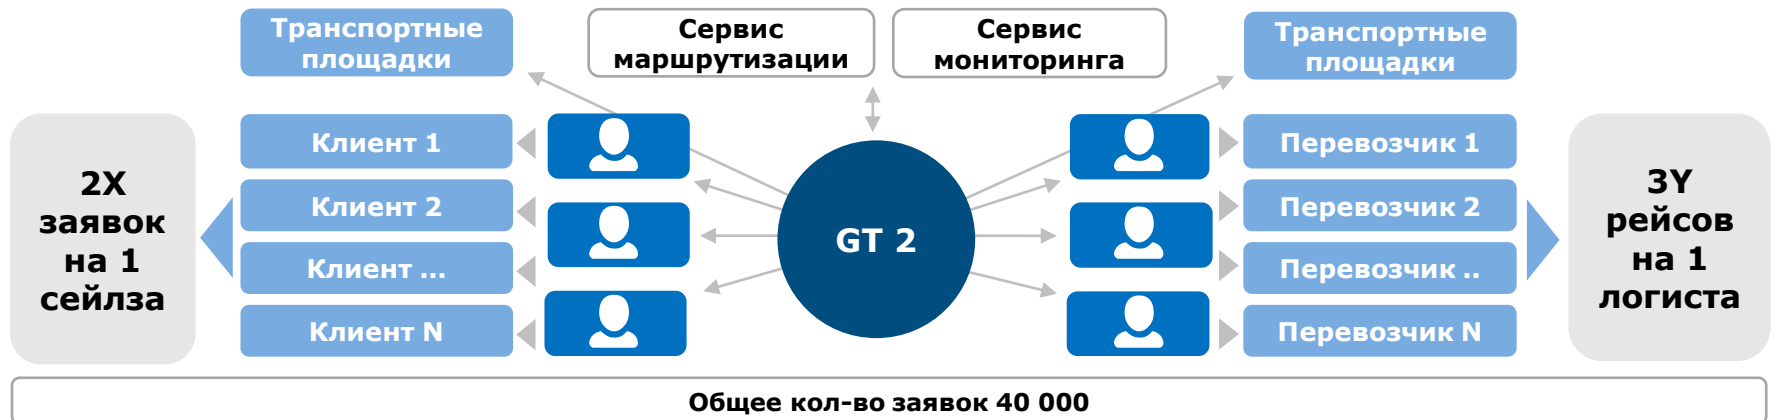 Транспортные
площадки
Сервис
маршрутизации
Сервис
мониторинга
Транспортные
площадки
2X
заявок
на 1
сейлза
Клиент 1
Клиент 2
Клиент ...
Клиент N
GT 2
Перевозчик 1
Перевозчик 2
Перевозчик ..
Перевозчик N
3Y
рейсов
на 1
логиста
Общее кол-во заявок 40 000